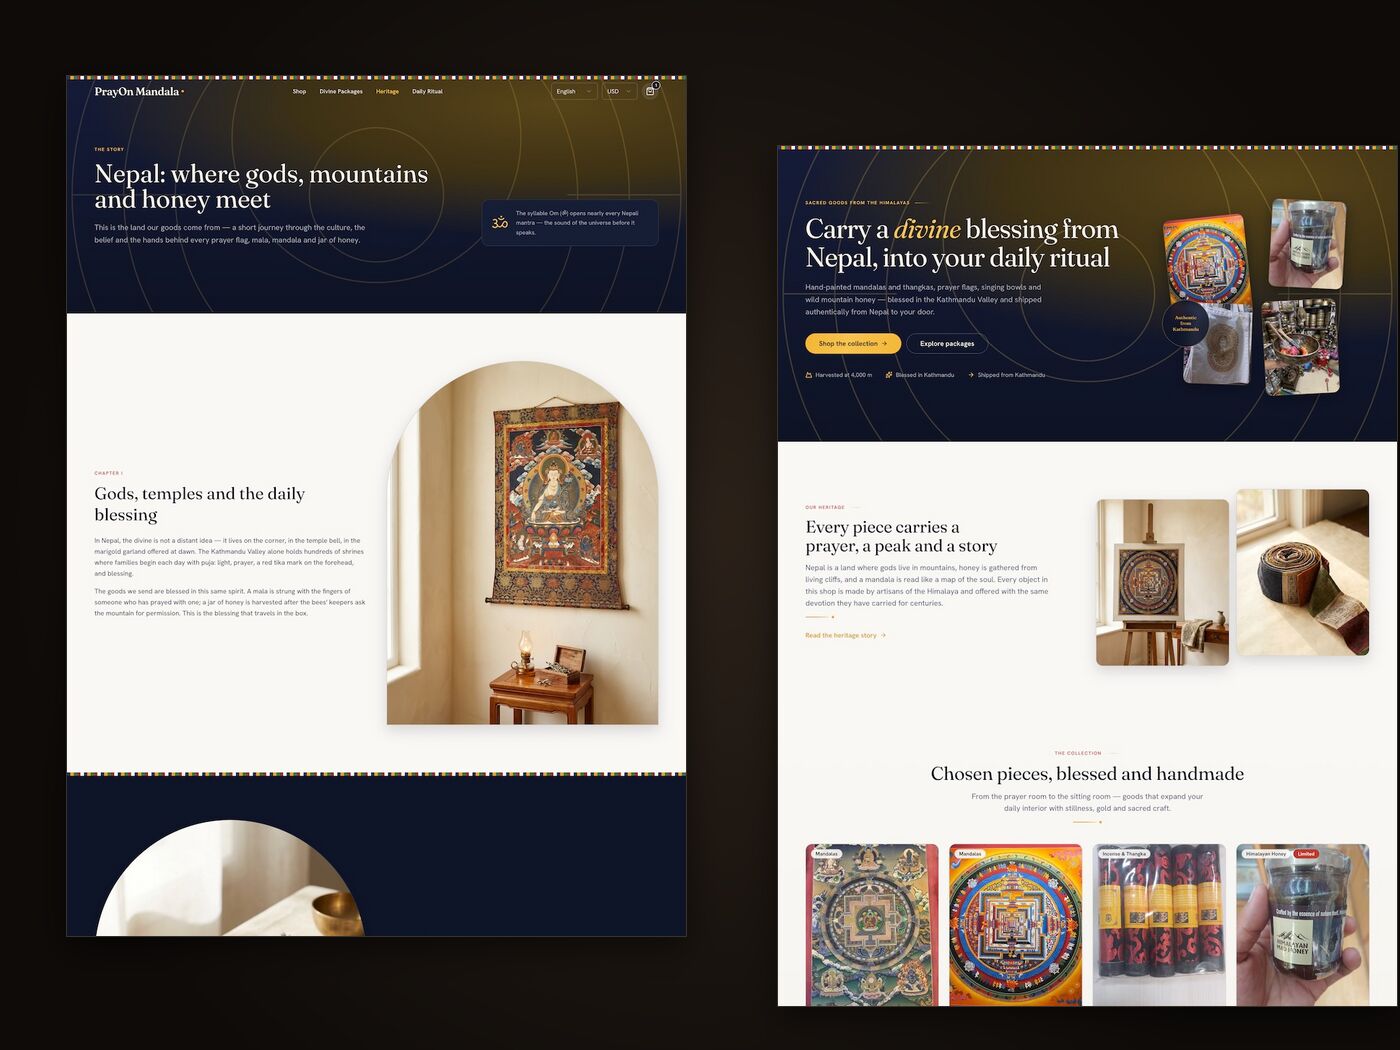 PrayOn Mandala
Shop
Divine Packages
Heritage
Daily Ritual
English
USD
1
THE STORY
Nepal: where gods, mountains
and honey meet
This is the land our goods come from — a short journey through the culture, the
belief and the hands behind every prayer flag, mala, mandala and jar of honey.
ॐ
The syllable Om (ॐ) opens nearly every Nepal
mantra — the sound of the universe before it
speaks.
CHAPTER I
Gods, temples and the daily
blessing
In Nepal, the divine is not a distant idea — it lives on the corner, in the temple bell, in the
marigold garland offered at dawn. The Kathmandu Valley alone holds hundreds of shrines
where families begin each day with puja: light, prayer, a red tika mark on the forehead,
and blessing.
The goods we send are blessed in this same spirit. A mala is strung with the fingers of
someone who has prayed with one; a jar of honey is harvested after the bees' keepers ask
the mountain for permission. This is the blessing that travels in the box.
SACRED GOODS FROM THE HIMALAYAS
Carry a divine blessing from
Nepal, into your daily ritual
Hand-painted mandalas and thangkas, prayer flags, singing bowls and
wild mountain honey — blessed in the Kathmandu Valley and shipped
authentically from Nepal to your door.
Shop the collection →
Explore packages
Harvested at 4,000 m
Blessed in Kathmandu
→ Shipped from Kathmandu
Authentic
from
Kathmandu
OUR HERITAGE
Every piece carries a
prayer, a peak and a story
Nepal is a land where gods live in mountains, honey is gathered from
living cliffs, and a mandala is read like a map of the soul. Every object in
this shop is made by artisans of the Himalaya and offered with the same
devotion they have carried for centuries.
Read the heritage story →
THE COLLECTION
Chosen pieces, blessed and handmade
From the prayer room to the sitting room — goods that expand your
daily interior with stillness, gold and sacred craft.
Mandalas
Mandalas
Incense & Thangka
Himalayan Honey
Limited
Crafted by the essence of nature
HIMALAYAN
MAD HONEY